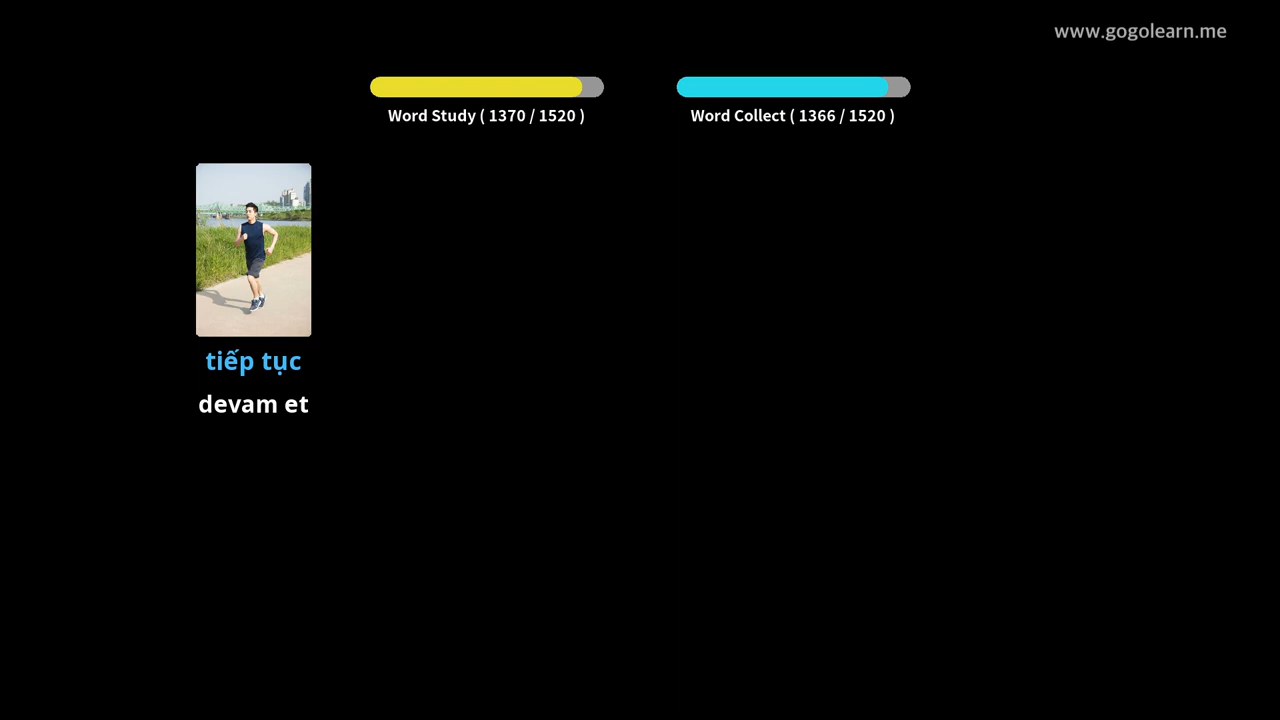 www.gogolearn.me
Word Study ( 1370 / 1520 )
Word Collect ( 1366 / 1520 )
tiếp tục
devam et